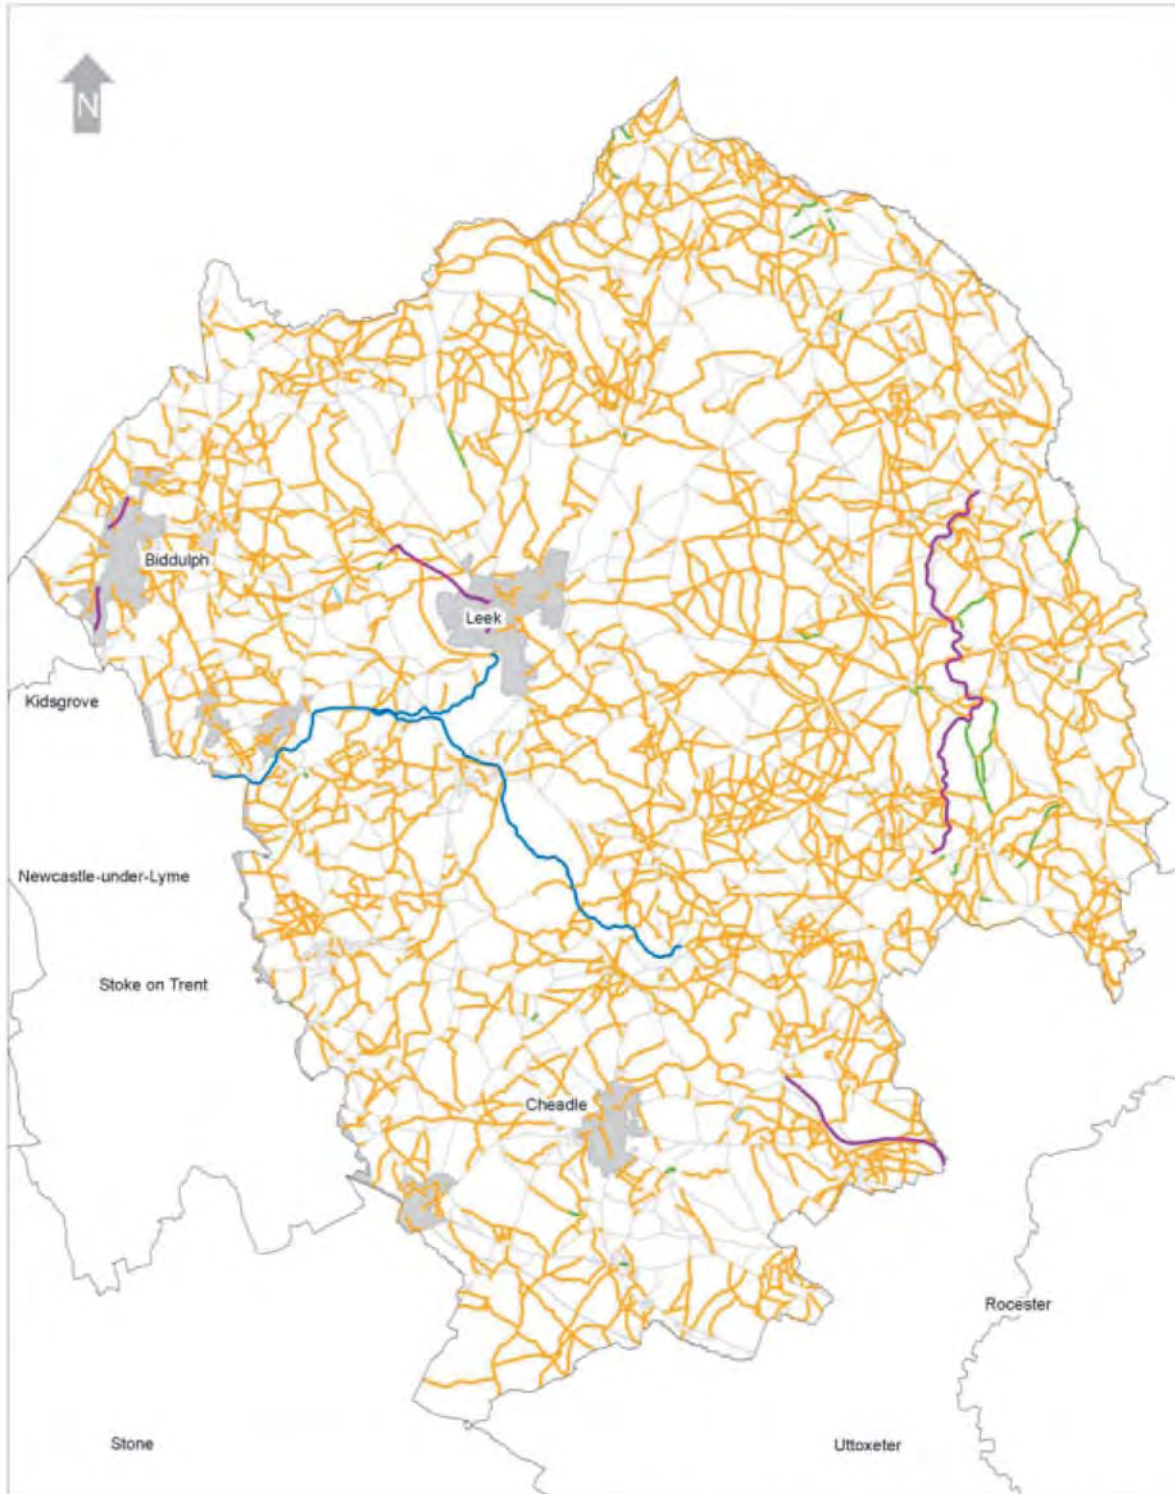 N
Biddulph
Leek
Kidsgrove
Newcastle-under-Lyme
Stoke on Trent
Cheadle
Rocester
Stone
Uttoxeter